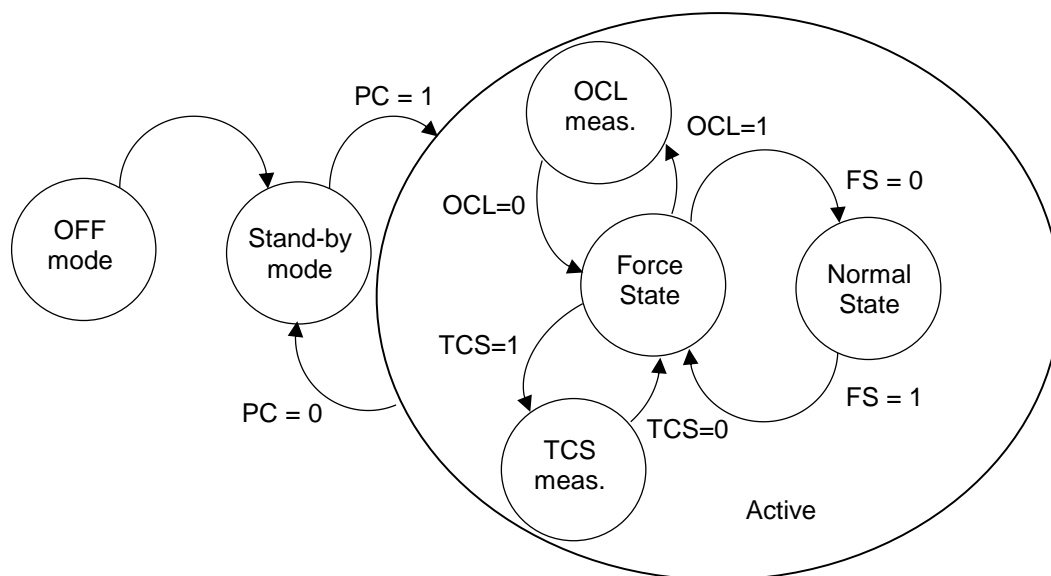 OCL
meas.
PC = 1
OCL=1
FS = 0
OCL=0
OFF
mode
Stand-by
mode
Force
State
Normal
State
TCS=1
FS = 1
PC = 0
TCS=0
TCS
meas.
Active